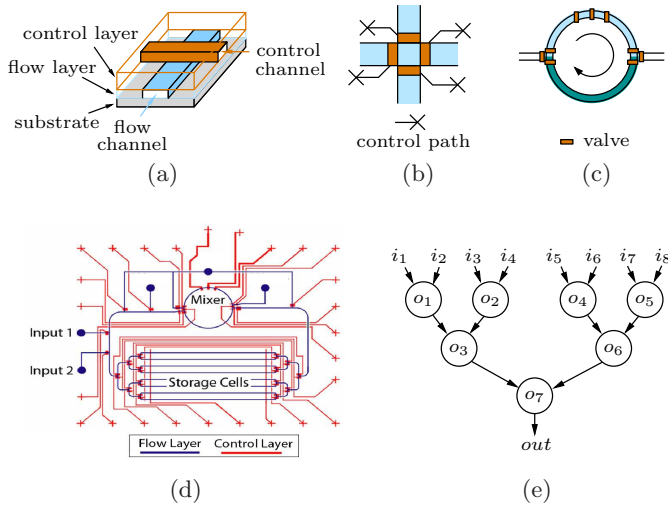 control layer
flow layer
substrate
flow
channel
control
channel
(a)
control path
(b)
valve
(c)
Mixer
Input 1
Input 2
Storage Cells
Flow Layer
Control Layer
(d)
i1 i2 i3 i4 i5 i6 i7 i8
o1 o2 o4 o5
o3 o6
o7
out
(e)